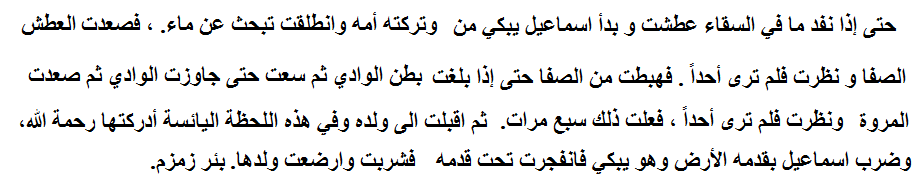 حتى إذا نفد ما في السقاء عطشت و بدأ اسماعيل يبكي من وتركته أمه وانطلقت تبحث عن ماء. ، فصعدت العطش
الصفا و نظرت فلم ترى أحداً . فهبطت من الصفا حتى إذا بلغت بطن الوادي ثم سعت حتى جاوزت الوادي ثم صعدت
المروة ونظرت فلم ترى أحداً ، فعلت ذلك سبع مرات. ثم اقبلت الى ولده وفي هذه اللحظة اليائسة أدركتها رحمة الله،
وضرب اسماعيل بقدمه الأرض وهو يبكي فانفجرت تحت قدمه فشربت وارضعت ولدها. بئر زمزم.